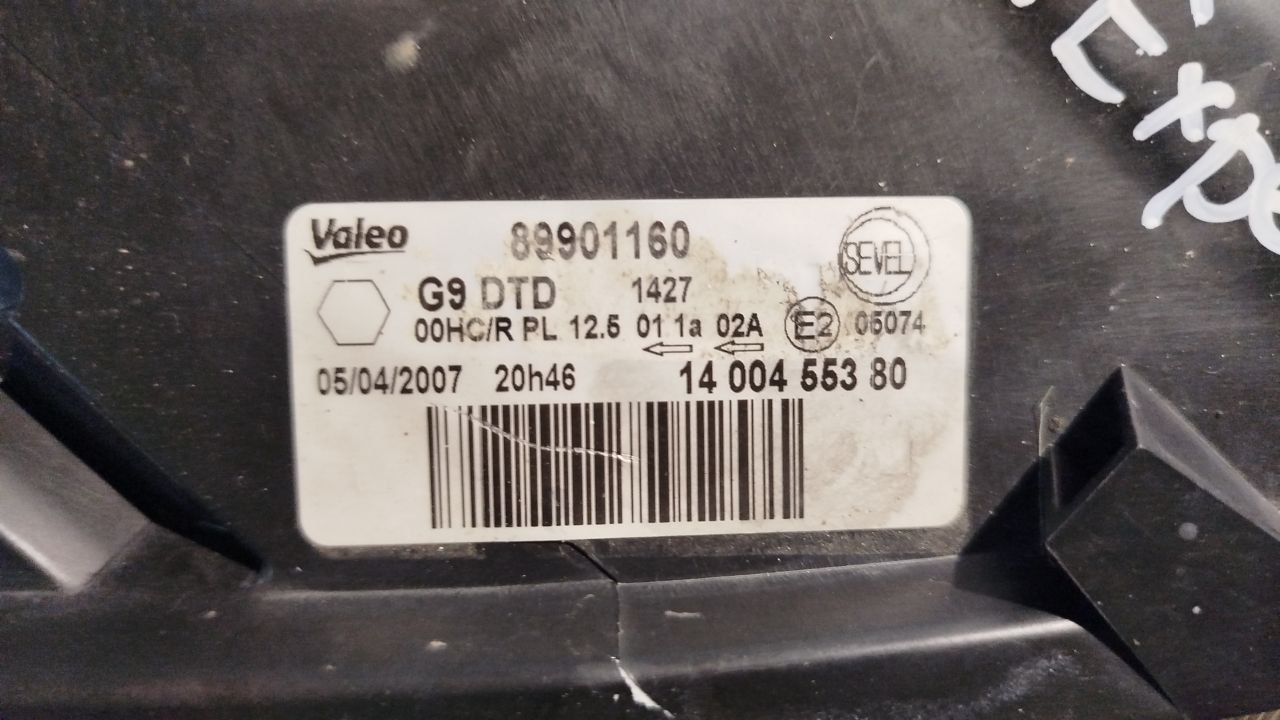 Valeo 89901160 SEVEL
G9 DTD 1427
00HC/R PL 12.5 01 1a 02A E2 05074
05/04/2007 20h46 14 004 553 80